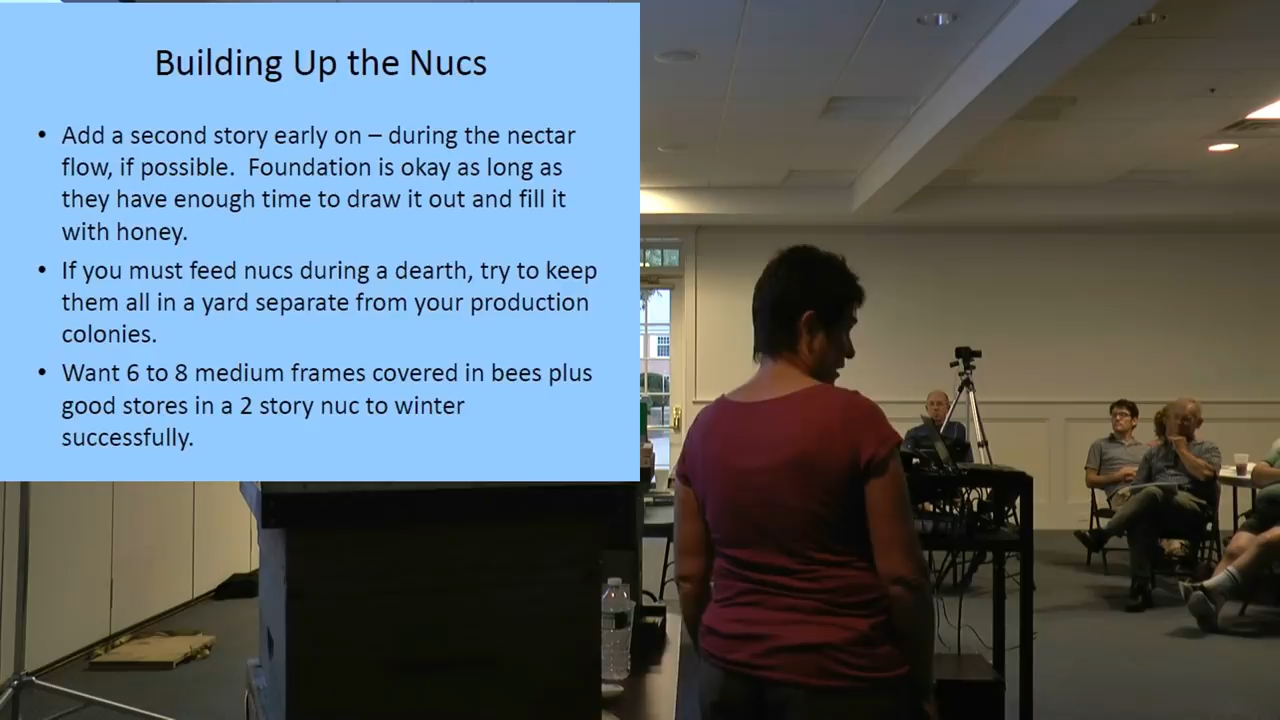 Building Up the Nucs
• Add a second story early on – during the nectar
flow, if possible.  Foundation is okay as long as
they have enough time to draw it out and fill it
with honey.
• If you must feed nucs during a dearth, try to keep
them all in a yard separate from your production
colonies.
• Want 6 to 8 medium frames covered in bees plus
good stores in a 2 story nuc to winter
successfully.